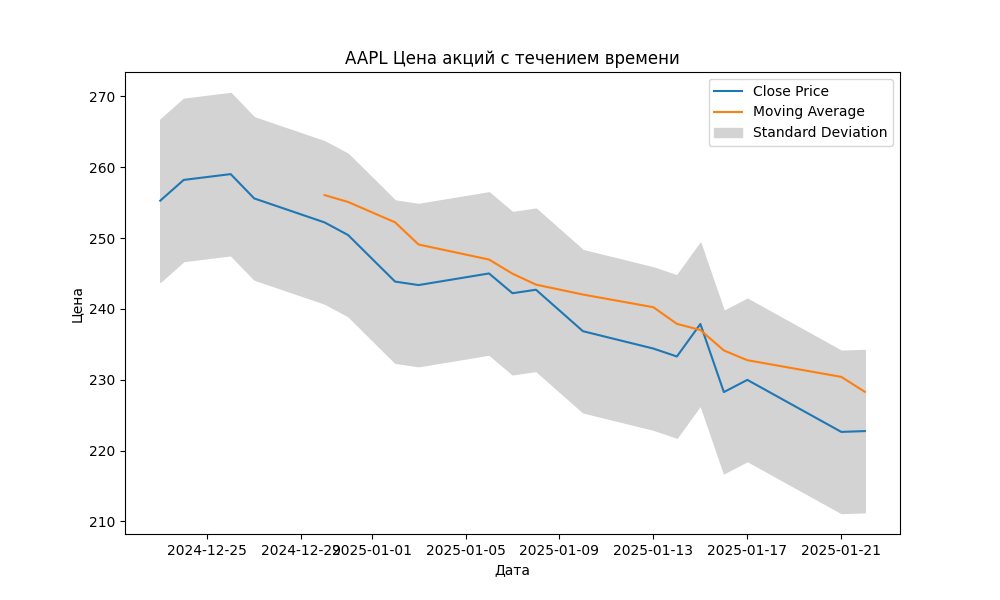 AAPL Цена акций с течением времени
Close Price
Moving Average
Standard Deviation
270
260
250
240
230
220
210
Цена
2024-12-25 2024-12-29 2025-01-01 2025-01-05 2025-01-09 2025-01-13 2025-01-17 2025-01-21
Дата